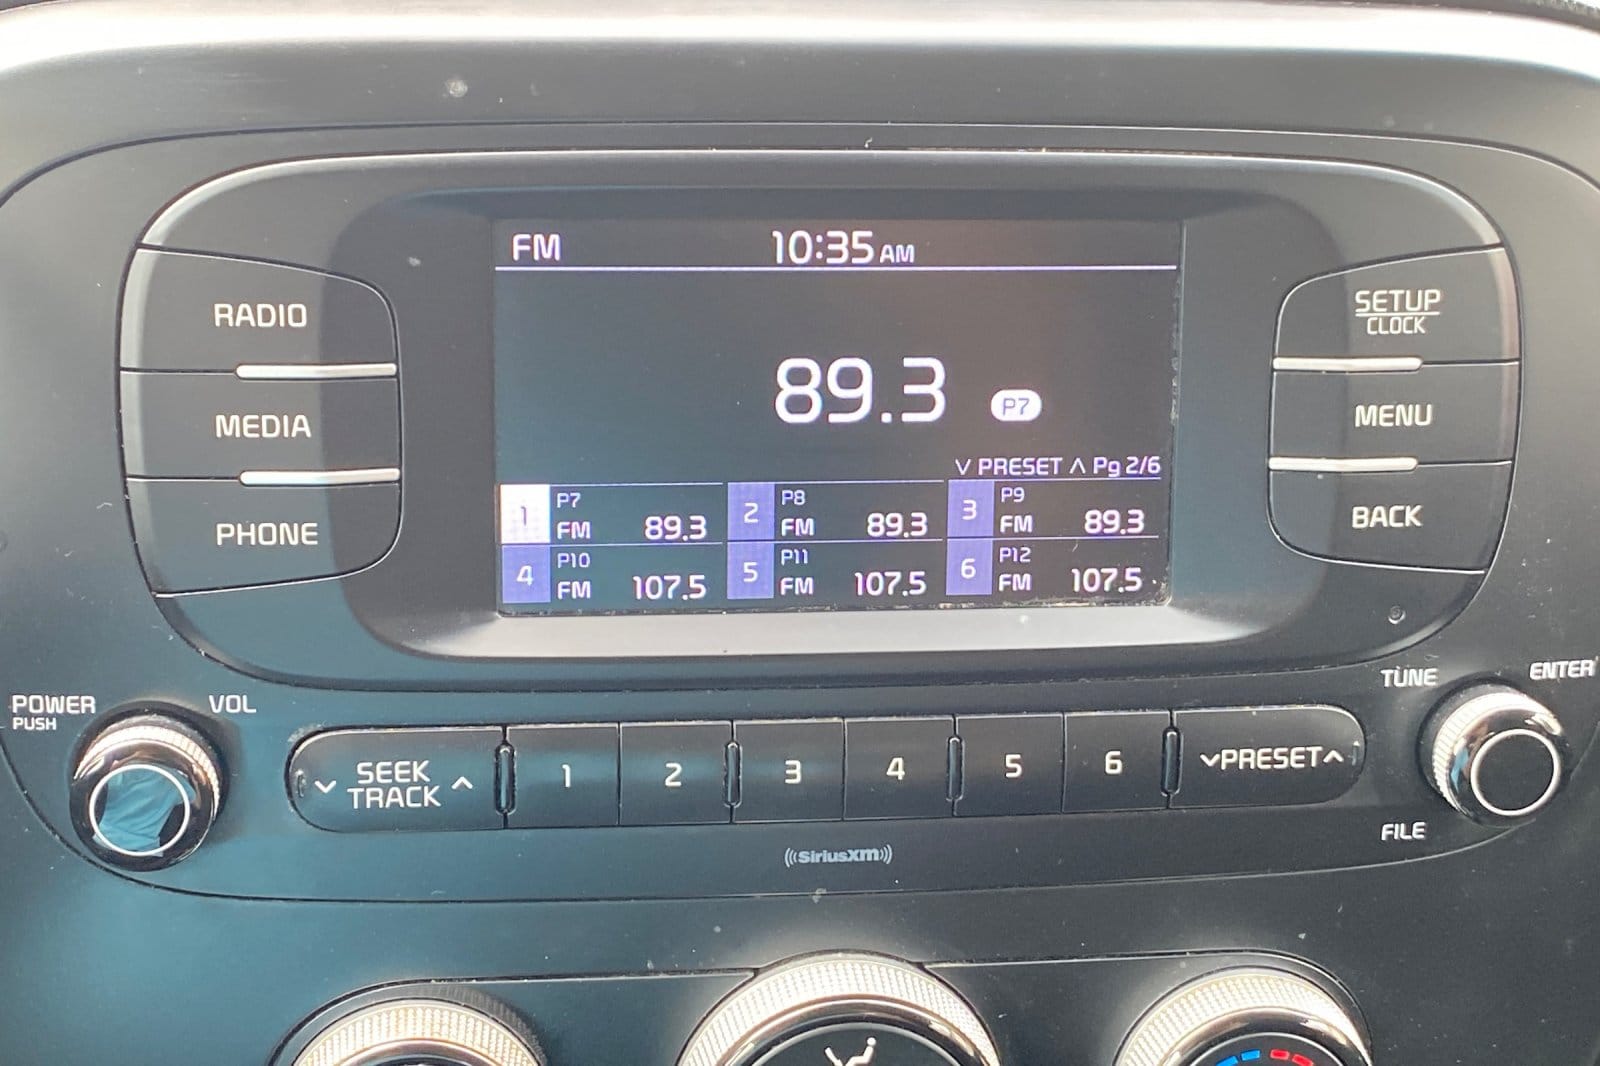 FM 10:35 AM
89.3 P7
∨ PRESET ∧ Pg 2/6
1 P7 FM 89.3
2 P8 FM 89.3
3 P9 FM 89.3
4 P10 FM 107.5
5 P11 FM 107.5
6 P12 FM 107.5
RADIO
MEDIA
PHONE
SETUP
CLOCK
MENU
BACK
POWER
PUSH
VOL
SEEK
TRACK
1 2 3 4 5 6
PRESET
TUNE
ENTER
FILE
((SiriusXM))